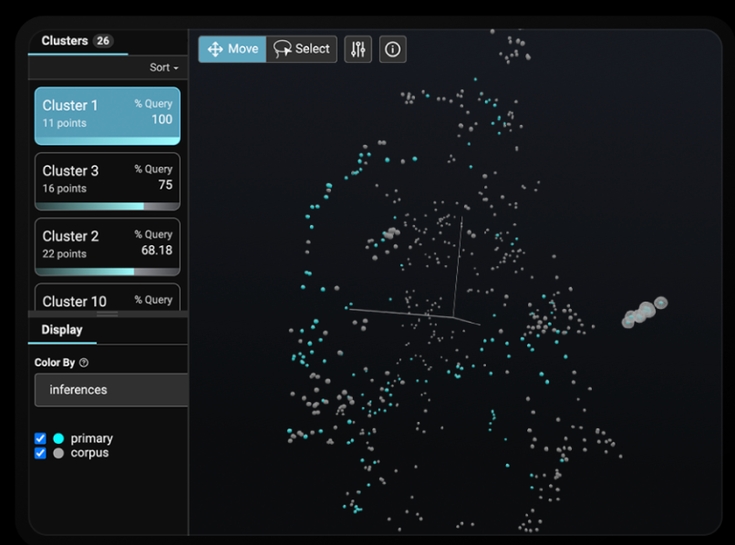 Clusters 26
Move Select
Sort
Cluster 1 % Query
11 points 100
Cluster 3 % Query
16 points 75
Cluster 2 % Query
22 points 68.18
Cluster 10 % Query
Display
Color By
inferences
primary
corpus